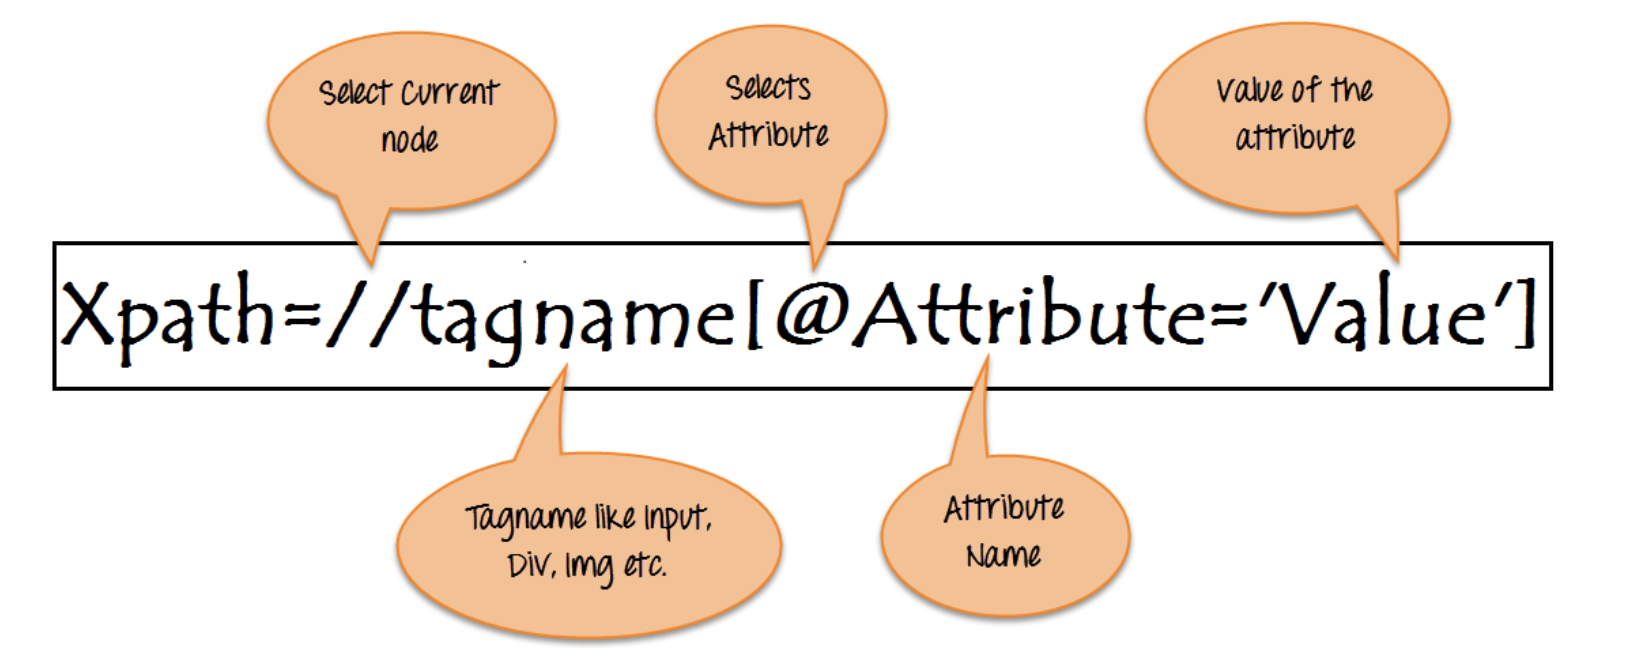 Select Current
node
Selects
Attribute
Value of the
attribute
Xpath=//tagname[@Attribute='Value']
Tagname like Input,
Div, Img etc.
Attribute
Name